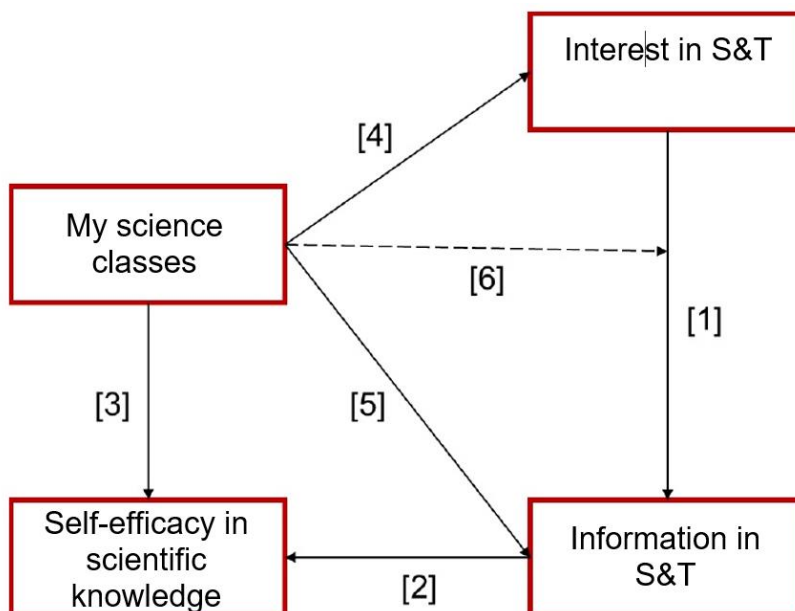 Interest in S&T
[4]
My science
classes
[6]
[1]
[3]
[5]
Self-efficacy in
scientific
knowledge
[2]
Information in
S&T